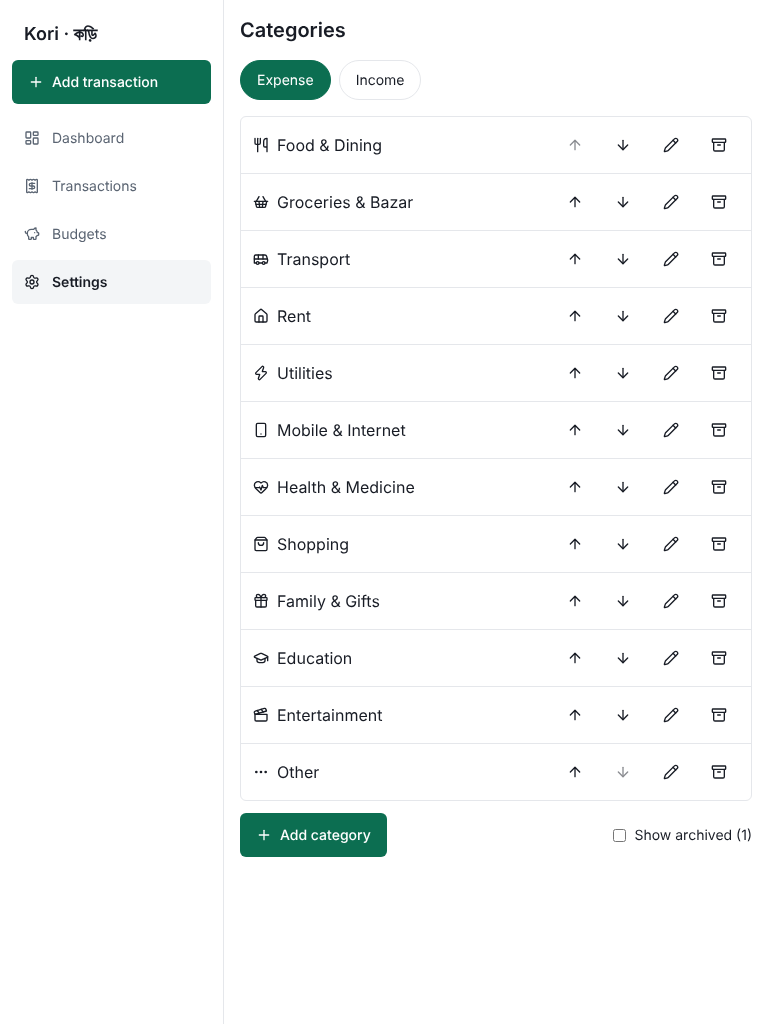 Kori · কড়ি
Add transaction
Dashboard
Transactions
Budgets
Settings
Categories
Expense
Income
Food & Dining
Groceries & Bazar
Transport
Rent
Utilities
Mobile & Internet
Health & Medicine
Shopping
Family & Gifts
Education
Entertainment
Other
Add category
Show archived (1)